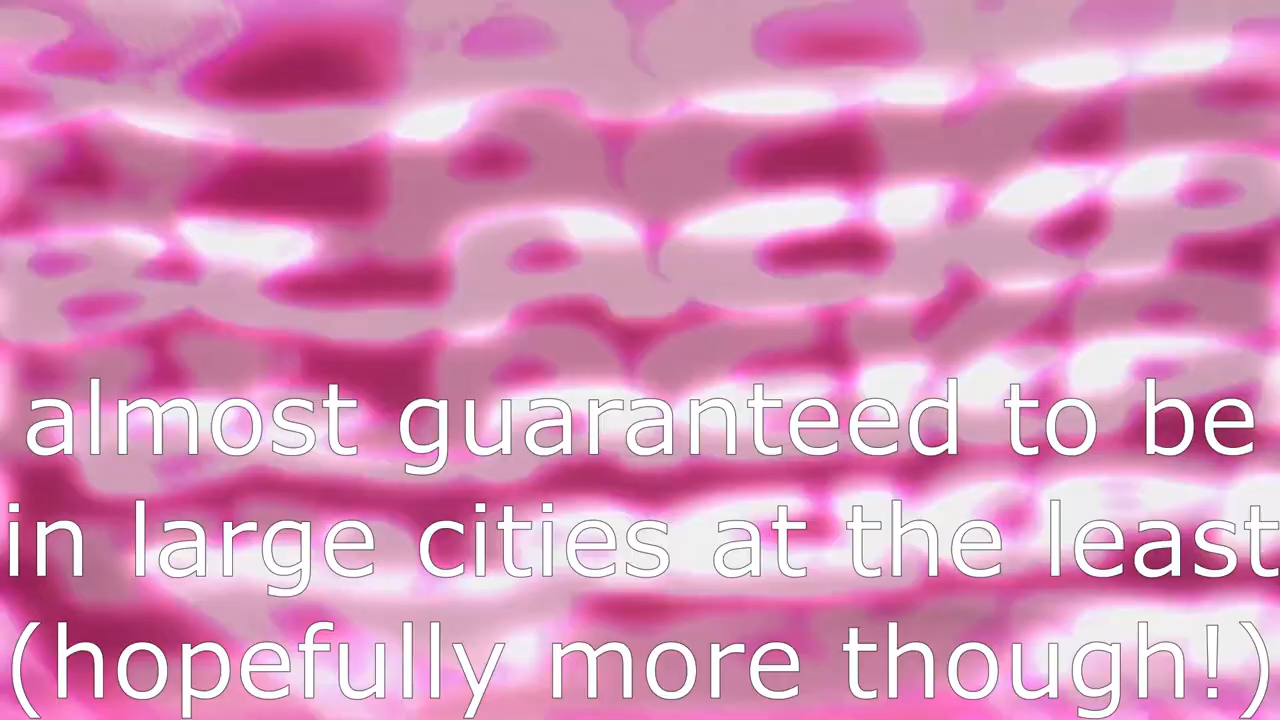 almost guaranteed to be
in large cities at the least
(hopefully more though!)